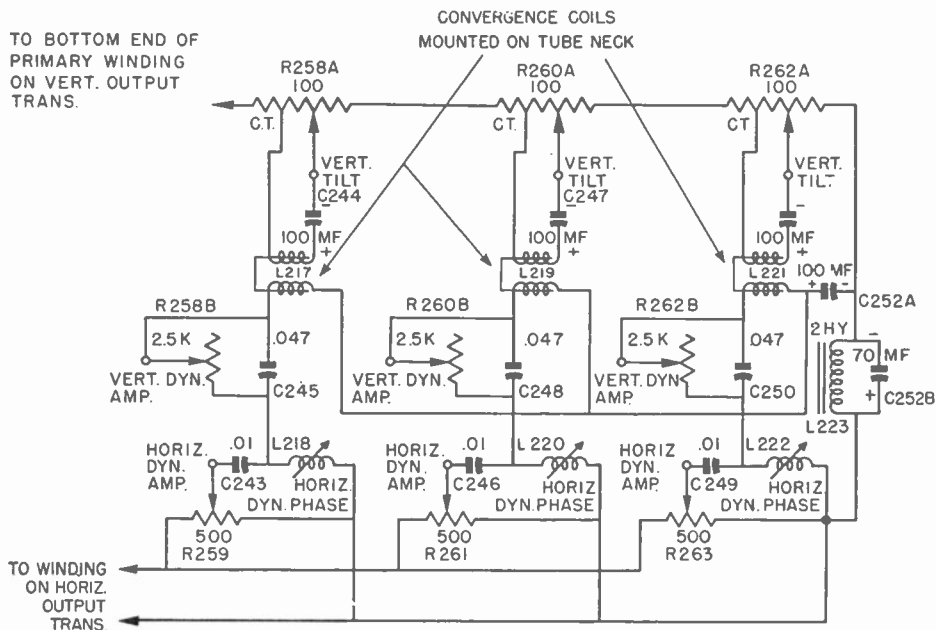 CONVERGENCE COILS
MOUNTED ON TUBE NECK
TO BOTTOM END OF
PRIMARY WINDING
ON VERT. OUTPUT
TRANS.
R258A
100
R260A
100
R262A
100
C.T.
CT.
CT
VERT.
TILT
C244
VERT.
TILT
C247
VERT.
TILT
-
-
-
100 MF
+
100 MF
+
100 MF
+
L217
L219
L221
100 MF
+ -
C252A
R258B
R260B
R262B
2.5K
.047
2.5K
.047
2.5K
.047
2HY
-
70 MF
+
C252B
VERT. DYN.
AMP.
C245
VERT. DYN.
AMP.
C248
VERT. DYN
AMP.
C250
L223
HORIZ.
DYN.
AMP.
.01
C243
L218
HORIZ.
DYN. PHASE
HORIZ.
DYN.
AMP.
.01
C246
L220
HORIZ.
DYN. PHASE
HORIZ
DYN.
AMP.
.01
C249
L222
HORIZ.
DYN. PHASE
500
R259
500
R261
500
R263
TO WINDING
ON HORIZ.
OUTPUT
TRANS.